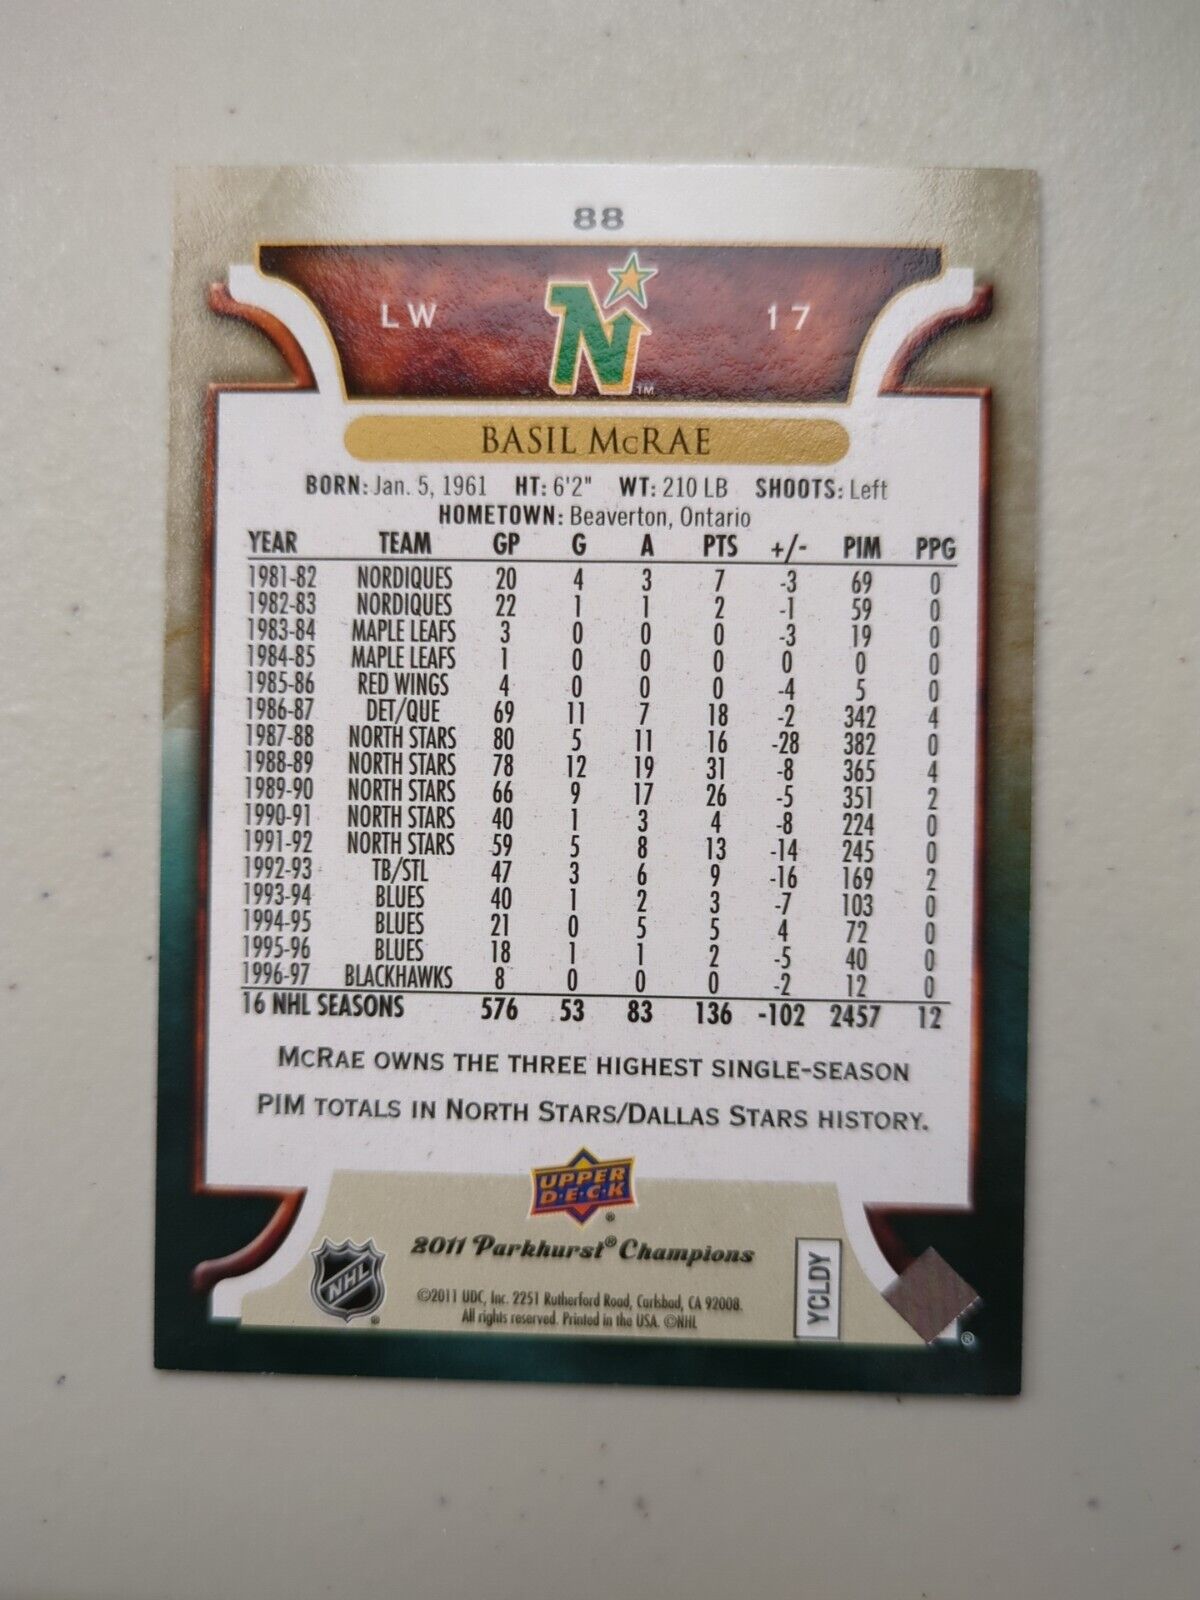 88
LW N 17
TM
BASIL McRAE
BORN: Jan. 5, 1961 HT: 6'2" WT: 210 LB SHOOTS: Left
HOMETOWN: Beaverton, Ontario
YEAR TEAM GP G A PTS +/- PIM PPG
1981-82 NORDIQUES 20 4 3 7 -3 69 0
1982-83 NORDIQUES 22 1 1 2 -1 59 0
1983-84 MAPLE LEAFS 3 0 0 0 -3 19 0
1984-85 MAPLE LEAFS 1 0 0 0 0 0 0
1985-86 RED WINGS 4 0 0 0 -4 5 0
1986-87 DET/QUE 69 11 7 18 -2 342 4
1987-88 NORTH STARS 80 5 11 16 -28 382 0
1988-89 NORTH STARS 78 12 19 31 -8 365 4
1989-90 NORTH STARS 66 9 17 26 -5 351 2
1990-91 NORTH STARS 40 1 3 4 -8 224 0
1991-92 NORTH STARS 59 5 8 13 -14 245 0
1992-93 TB/STL 47 3 6 9 -16 169 2
1993-94 BLUES 40 1 2 3 -7 103 0
1994-95 BLUES 21 0 5 5 4 72 0
1995-96 BLUES 18 1 1 2 -5 40 0
1996-97 BLACKHAWKS 8 0 0 0 -2 12 0
16 NHL SEASONS 576 53 83 136 -102 2457 12
McRAE OWNS THE THREE HIGHEST SINGLE-SEASON
PIM TOTALS IN NORTH STARS/DALLAS STARS HISTORY.
UPPER
D·E·C·K
®
2011 Parkhurst® Champions
NHL ®
©2011 UDC, Inc. 2251 Rutherford Road, Carlsbad, CA 92008.
All rights reserved. Printed in the USA. ©NHL
YCLDY
®